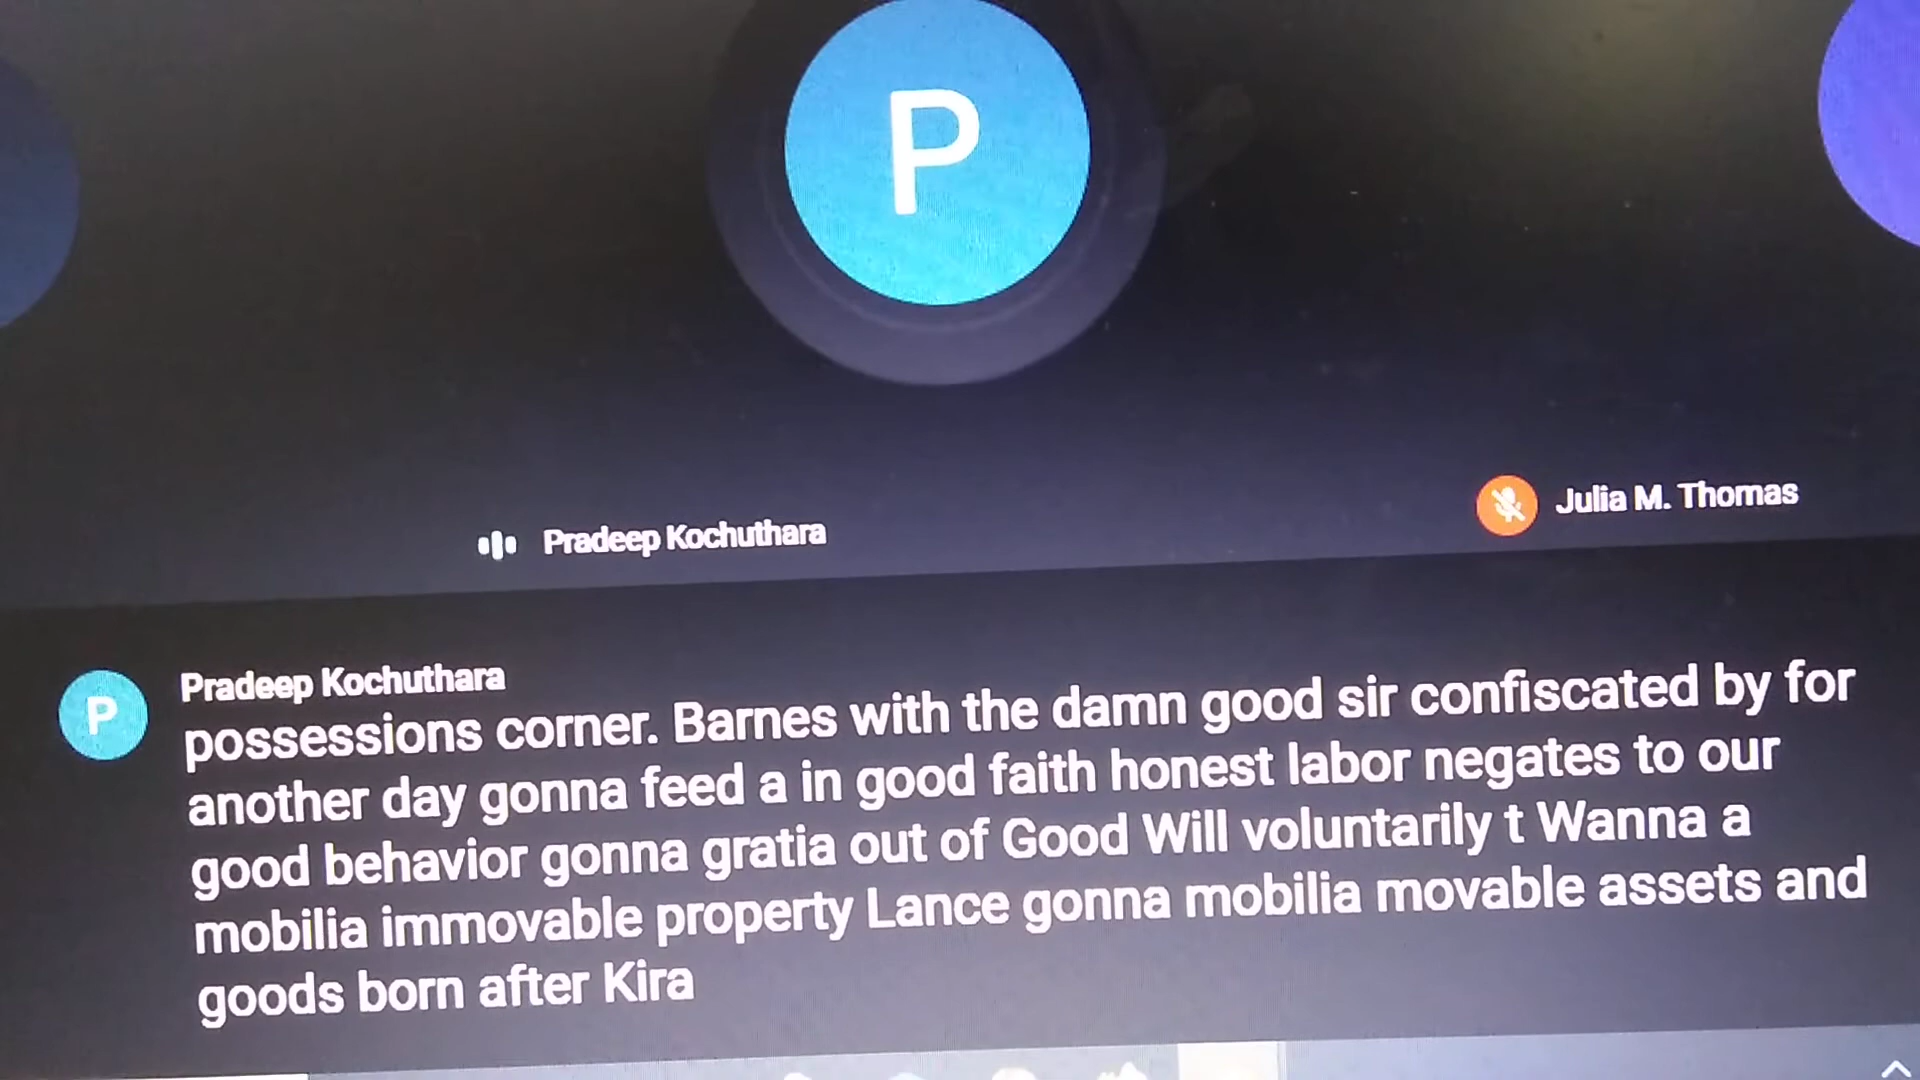 P
Pradeep Kochuthara
Julia M. Thomas
P
Pradeep Kochuthara
possessions corner. Barnes with the damn good sir confiscated by for
another day gonna feed a in good faith honest labor negates to our
good behavior gonna gratia out of Good Will voluntarily t Wanna a
mobilia immovable property Lance gonna mobilia movable assets and
goods born after Kira